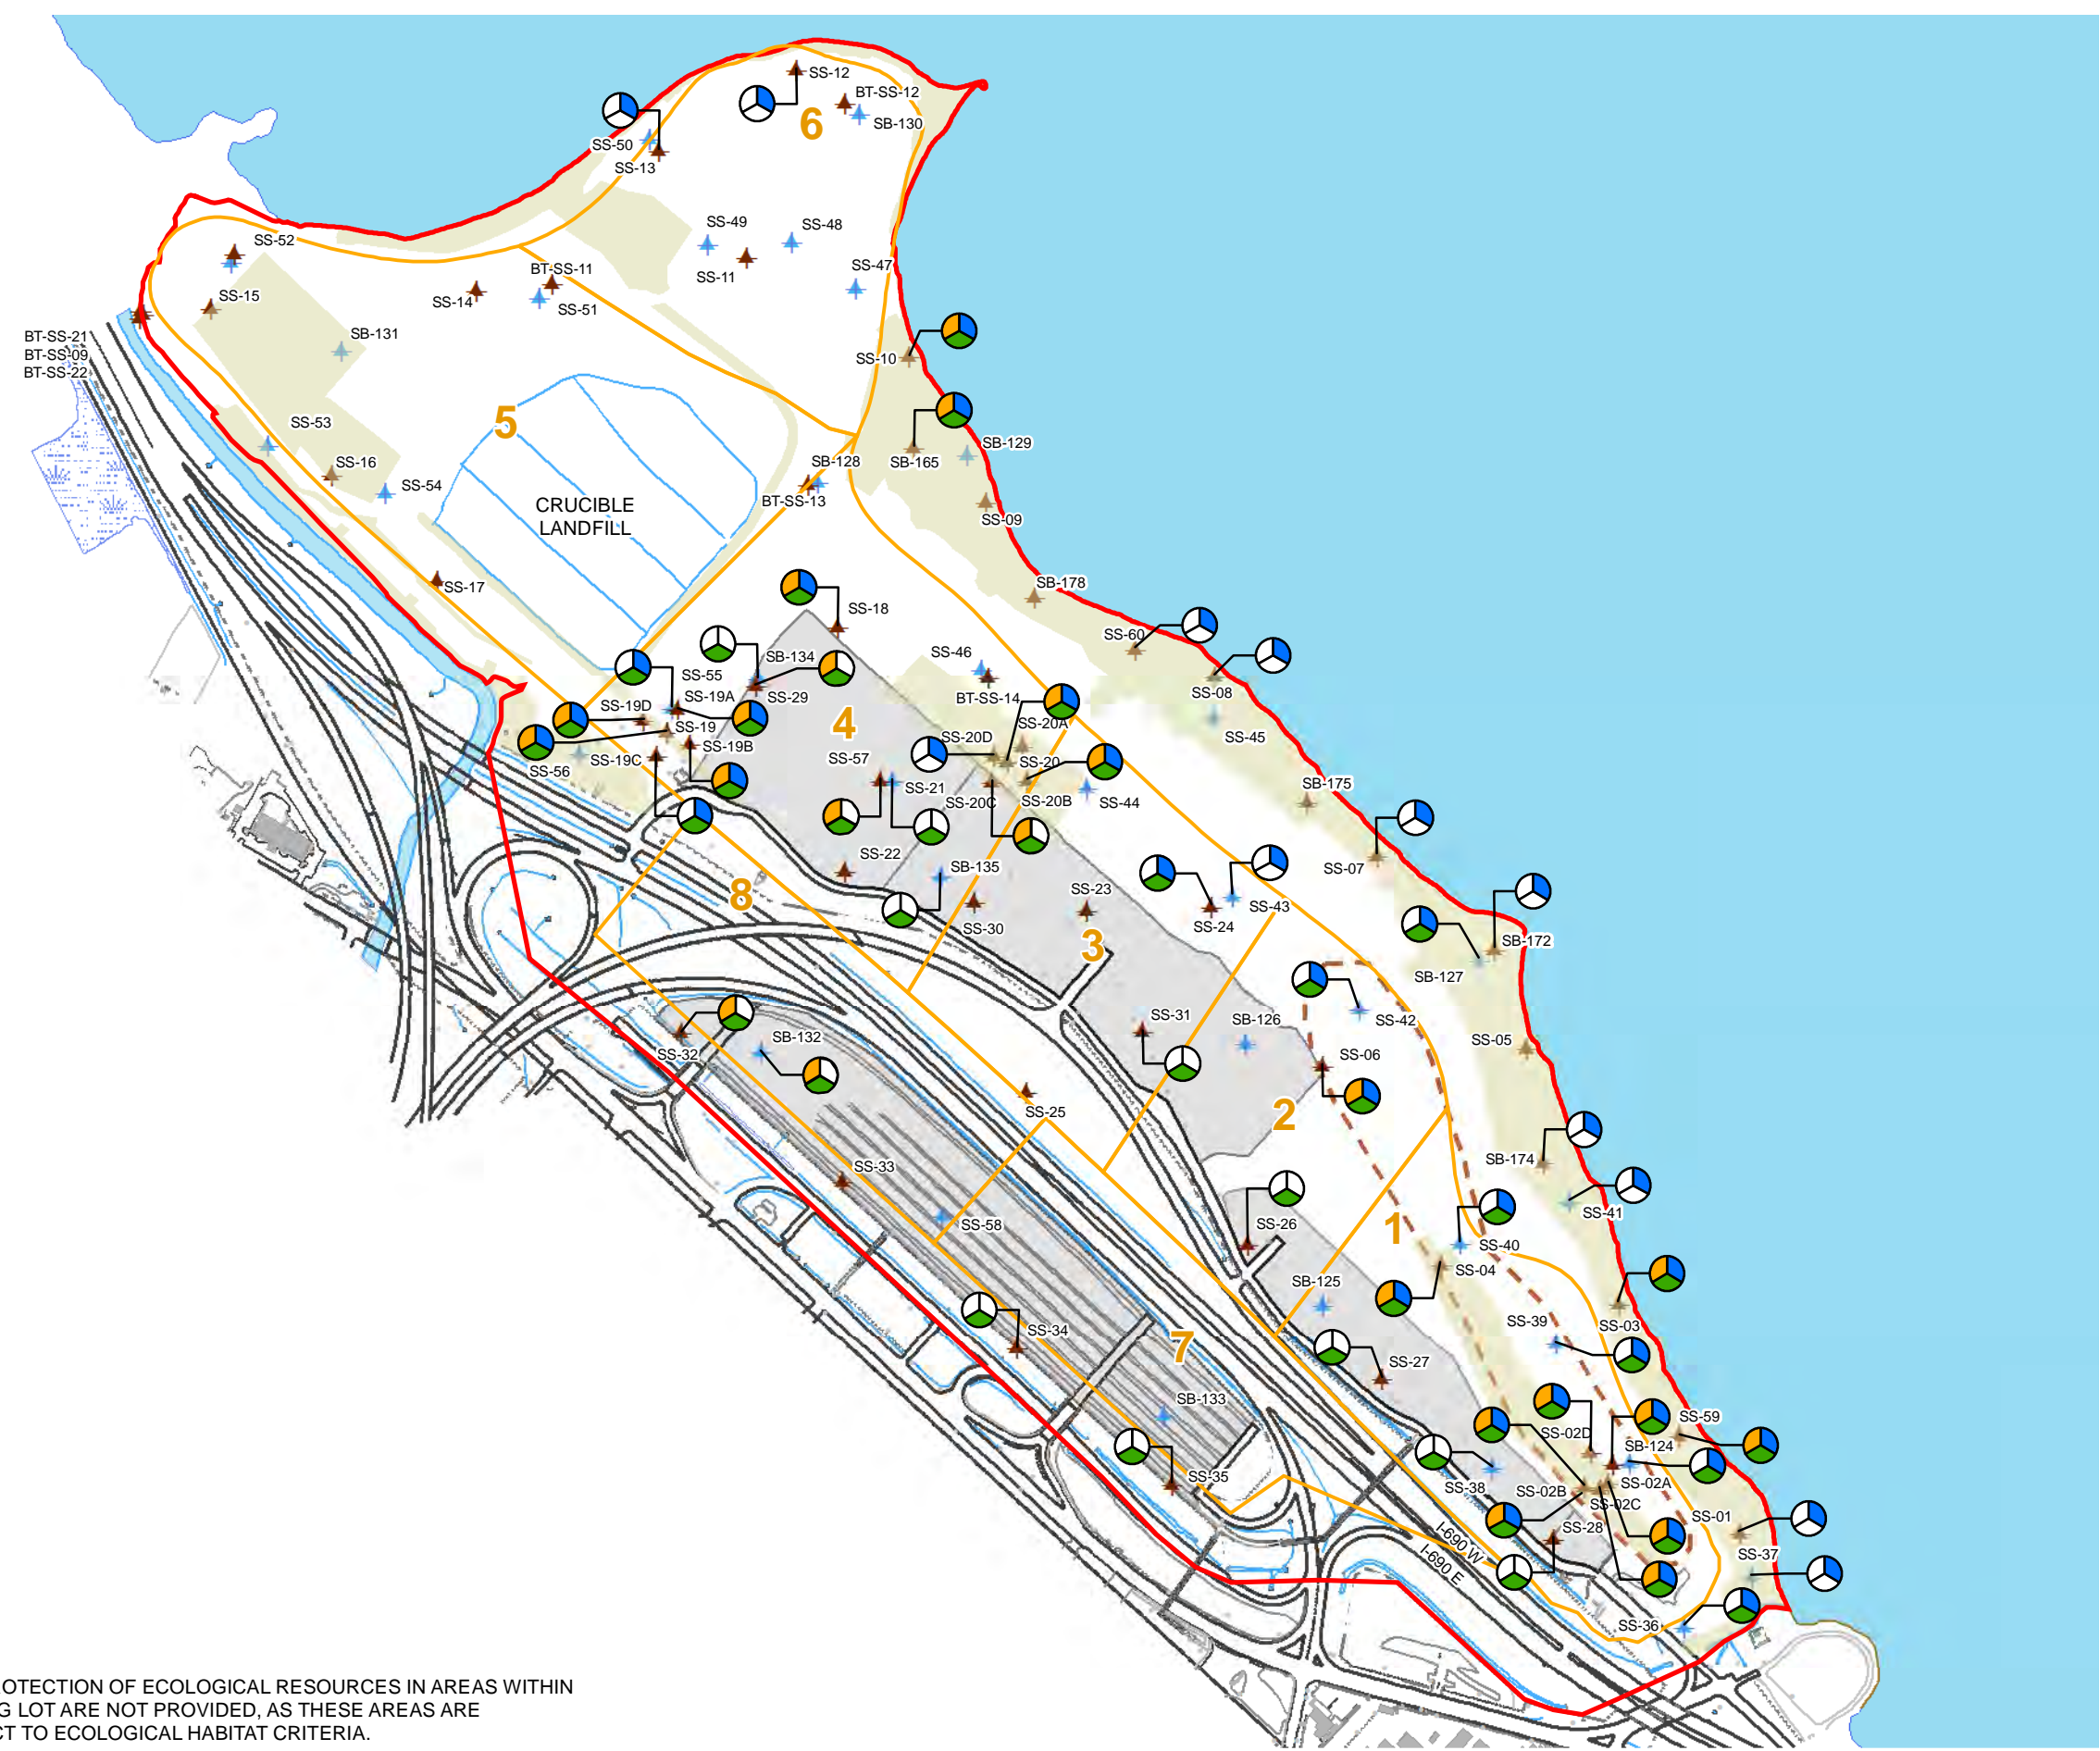 SS-12
BT-SS-12
6
SB-130
SS-50
SS-13
SS-49
SS-48
SS-52
SS-11
SS-47
BT-SS-11
SS-14
SS-51
SS-15
SB-131
BT-SS-21
BT-SS-09
BT-SS-22
SS-10
5
SS-53
SB-129
SB-165
SS-16
SB-128
SS-54
BT-SS-13
CRUCIBLE
LANDFILL
SS-09
SS-17
SB-178
SS-18
SS-60
SS-46
SB-134
SS-55
SS-29
SS-19A
BT-SS-14
SS-08
SS-19D
SS-19
4
SS-20A
SS-45
SS-20D
SS-19B
SS-19C
SS-56
SS-57
SS-20
SS-21
SS-20C
SS-20B
SS-44
SB-175
SS-22
SB-135
SS-07
8
SS-23
SS-43
SS-24
SS-30
3
SB-172
SB-127
SS-31
SB-126
SS-42
SS-05
SB-132
SS-32
SS-06
SS-25
2
SS-33
SB-174
SS-58
SS-26
1
SS-41
SS-40
SS-04
SB-125
SS-34
SS-39
SS-03
7
SS-27
SB-133
SS-59
SS-02D
SB-124
SS-35
SS-38
SS-02A
SS-02B
SS-02C
SS-01
SS-28
I-690 W
I-690 E
SS-37
SS-36
OTECTION OF ECOLOGICAL RESOURCES IN AREAS WITHIN
G LOT ARE NOT PROVIDED, AS THESE AREAS ARE
CT TO ECOLOGICAL HABITAT CRITERIA.